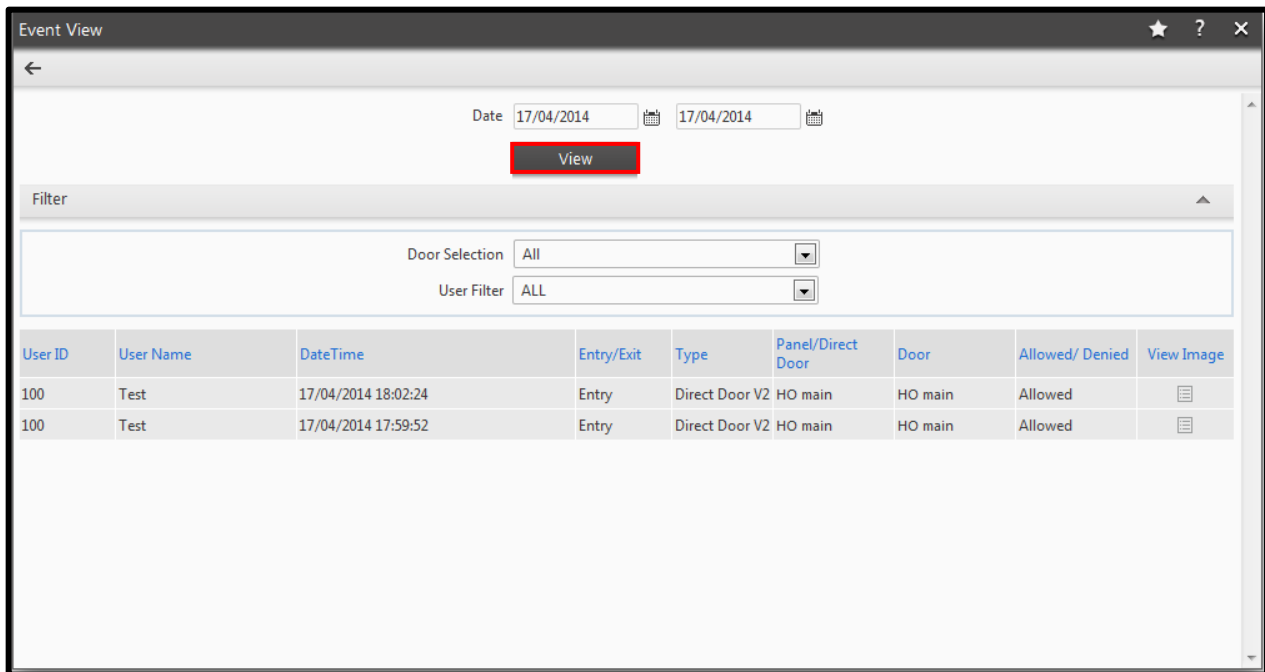 Event View
Date 17/04/2014 17/04/2014
View
Filter
Door Selection All
User Filter ALL
User ID User Name DateTime Entry/Exit Type Panel/Direct Door Door Allowed/ Denied View Image
100 Test 17/04/2014 18:02:24 Entry Direct Door V2 HO main HO main Allowed
100 Test 17/04/2014 17:59:52 Entry Direct Door V2 HO main HO main Allowed